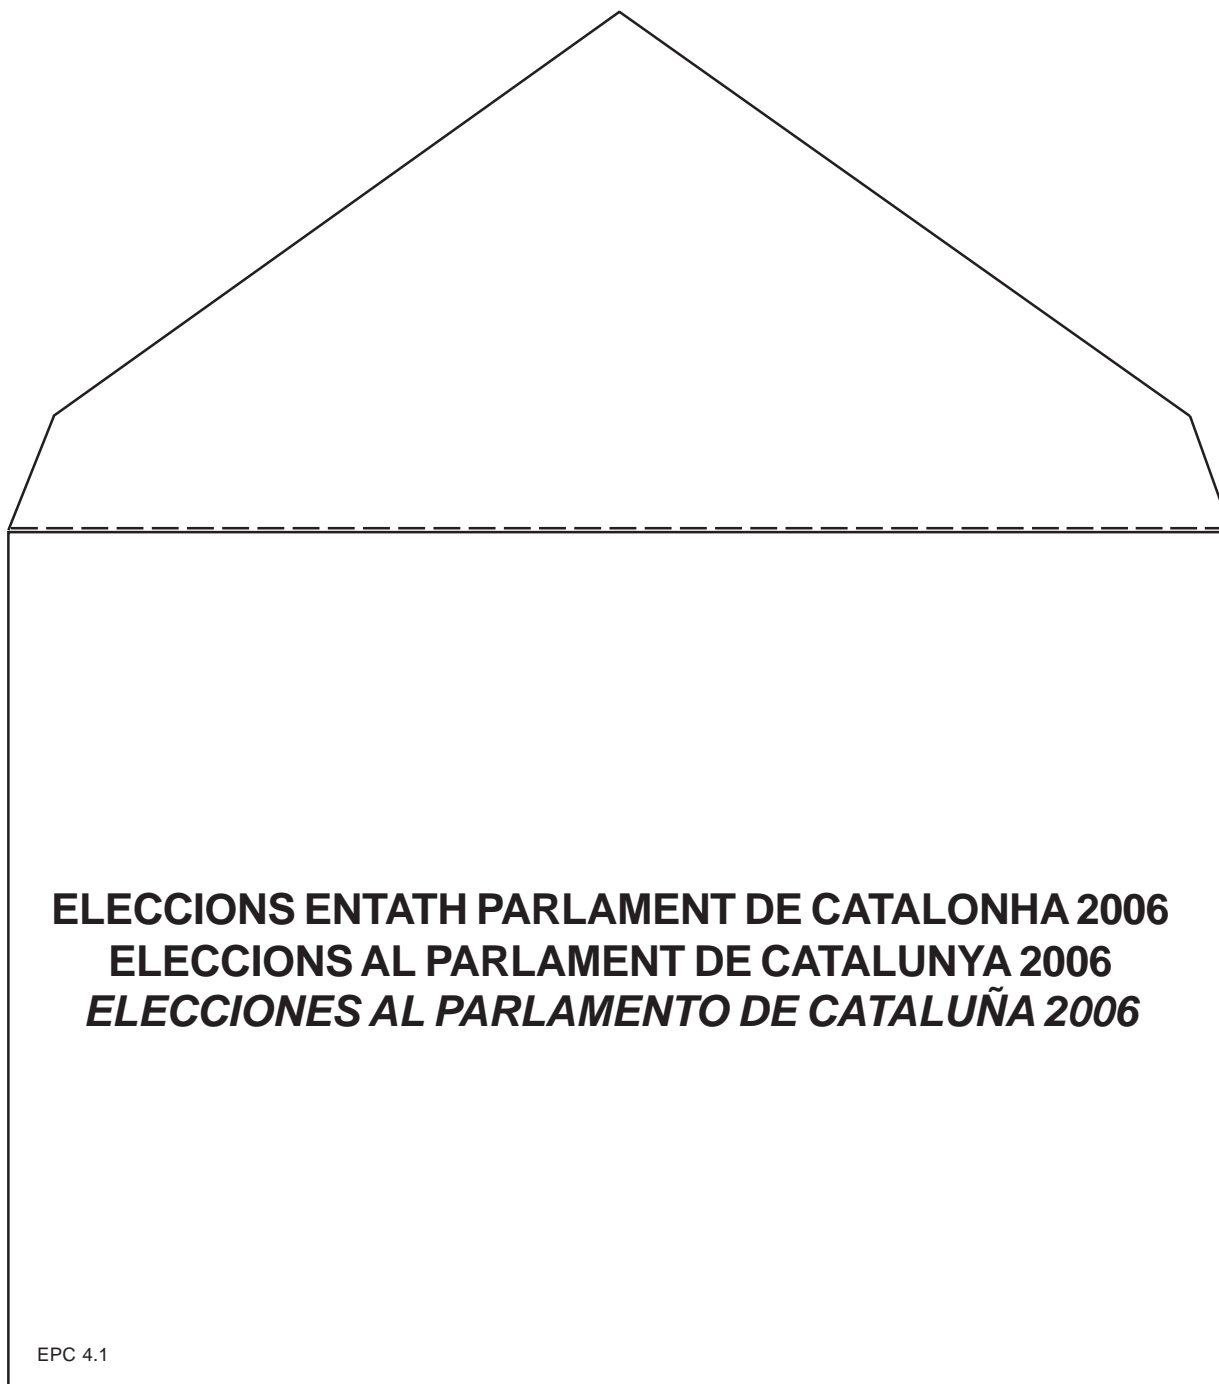 ELECCIONS ENTATH PARLAMENT DE CATALONHA 2006
ELECCIONS AL PARLAMENT DE CATALUNYA 2006
ELECCIONES AL PARLAMENTO DE CATALUÑA 2006
EPC 4.1